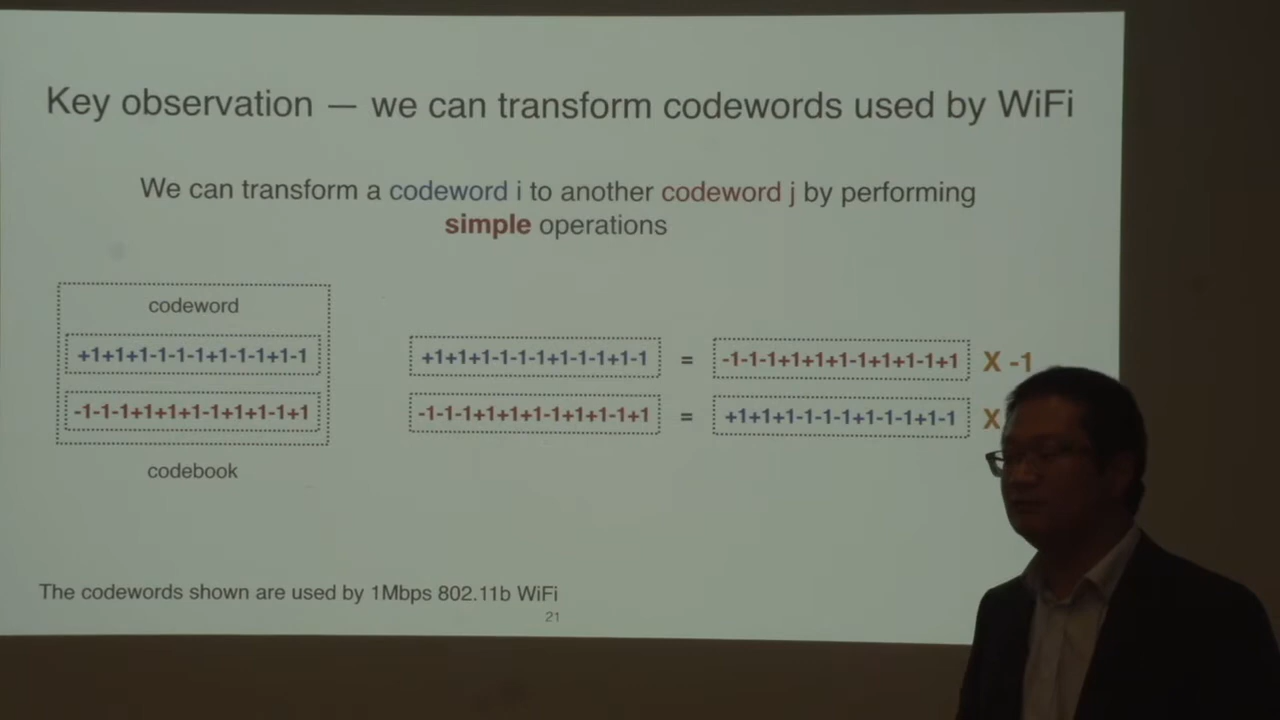 Key observation — we can transform codewords used by WiFi
We can transform a codeword i to another codeword j by performing
simple operations
codeword
+1+1+1-1-1-1+1-1-1+1-1
-1-1-1+1+1+1-1+1+1-1+1
codebook
+1+1+1-1-1-1+1-1-1+1-1 = -1-1-1+1+1+1-1+1+1-1+1 X -1
-1-1-1+1+1+1-1+1+1-1+1 = +1+1+1-1-1-1+1-1-1+1-1 X
The codewords shown are used by 1Mbps 802.11b WiFi
21